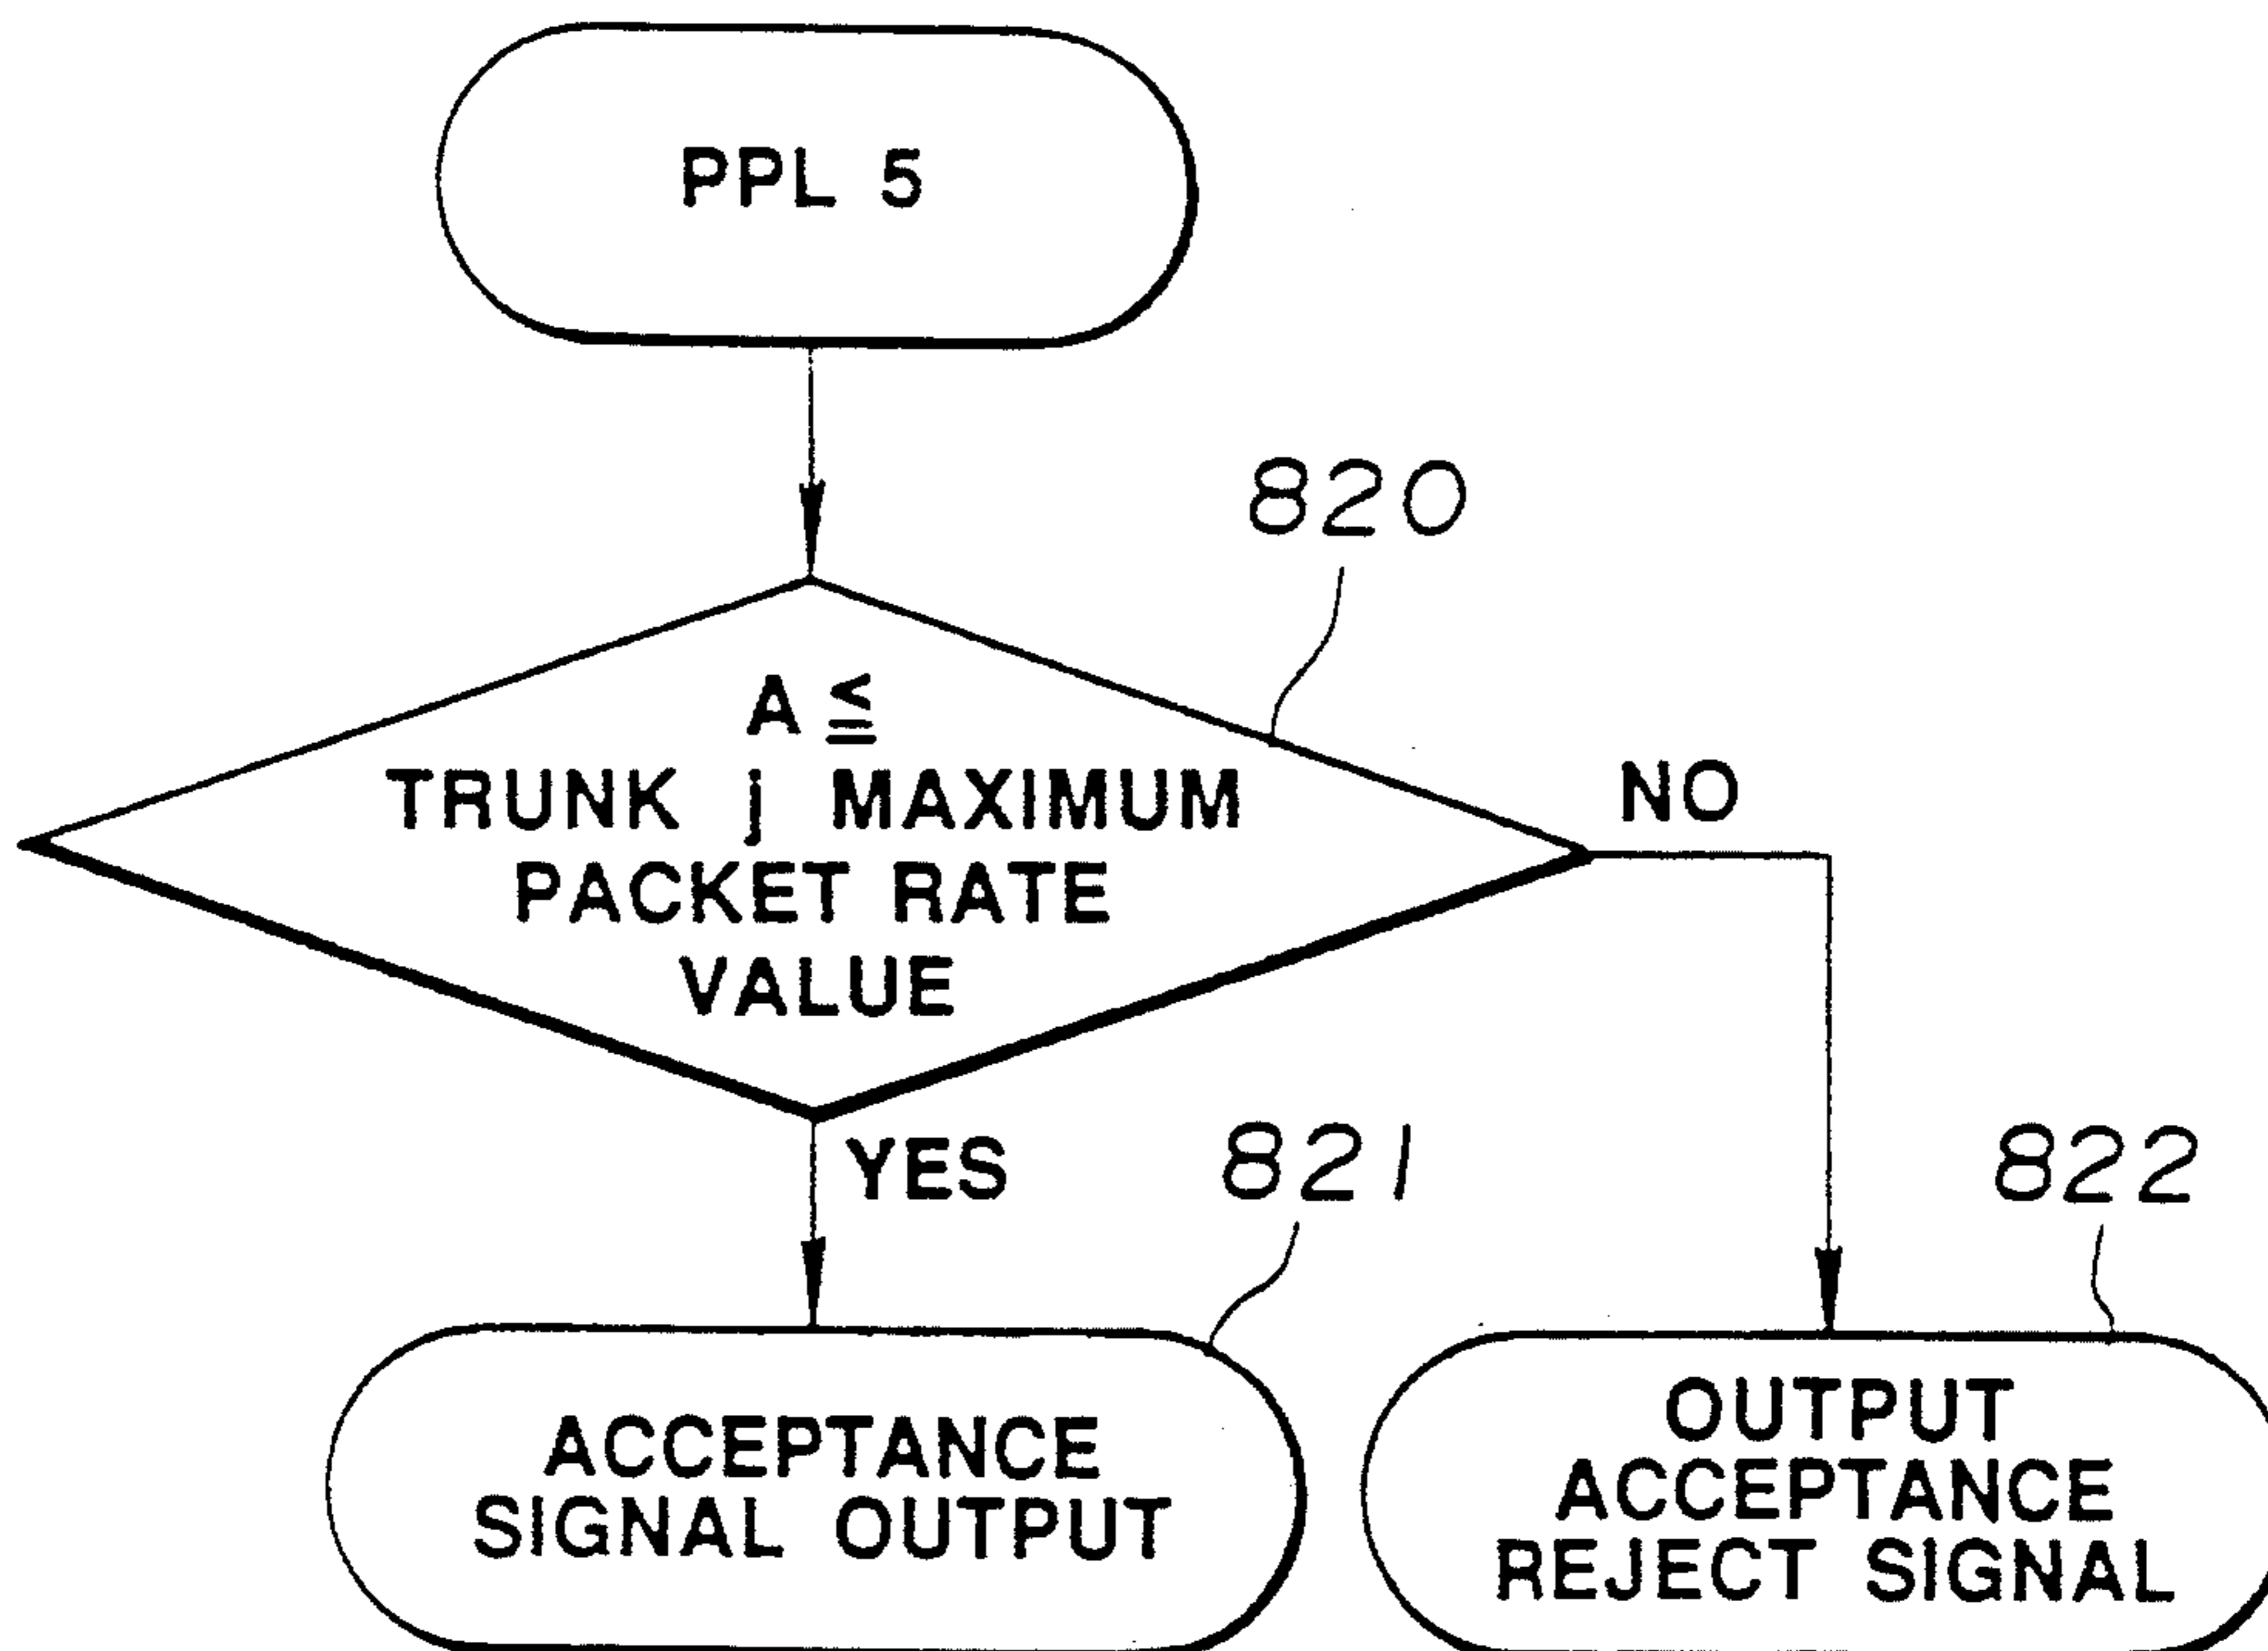 PPL 5
820
A ≦
TRUNK j MAXIMUM
PACKET RATE
VALUE
NO
YES
821
822
ACCEPTANCE
SIGNAL OUTPUT
OUTPUT
ACCEPTANCE
REJECT SIGNAL